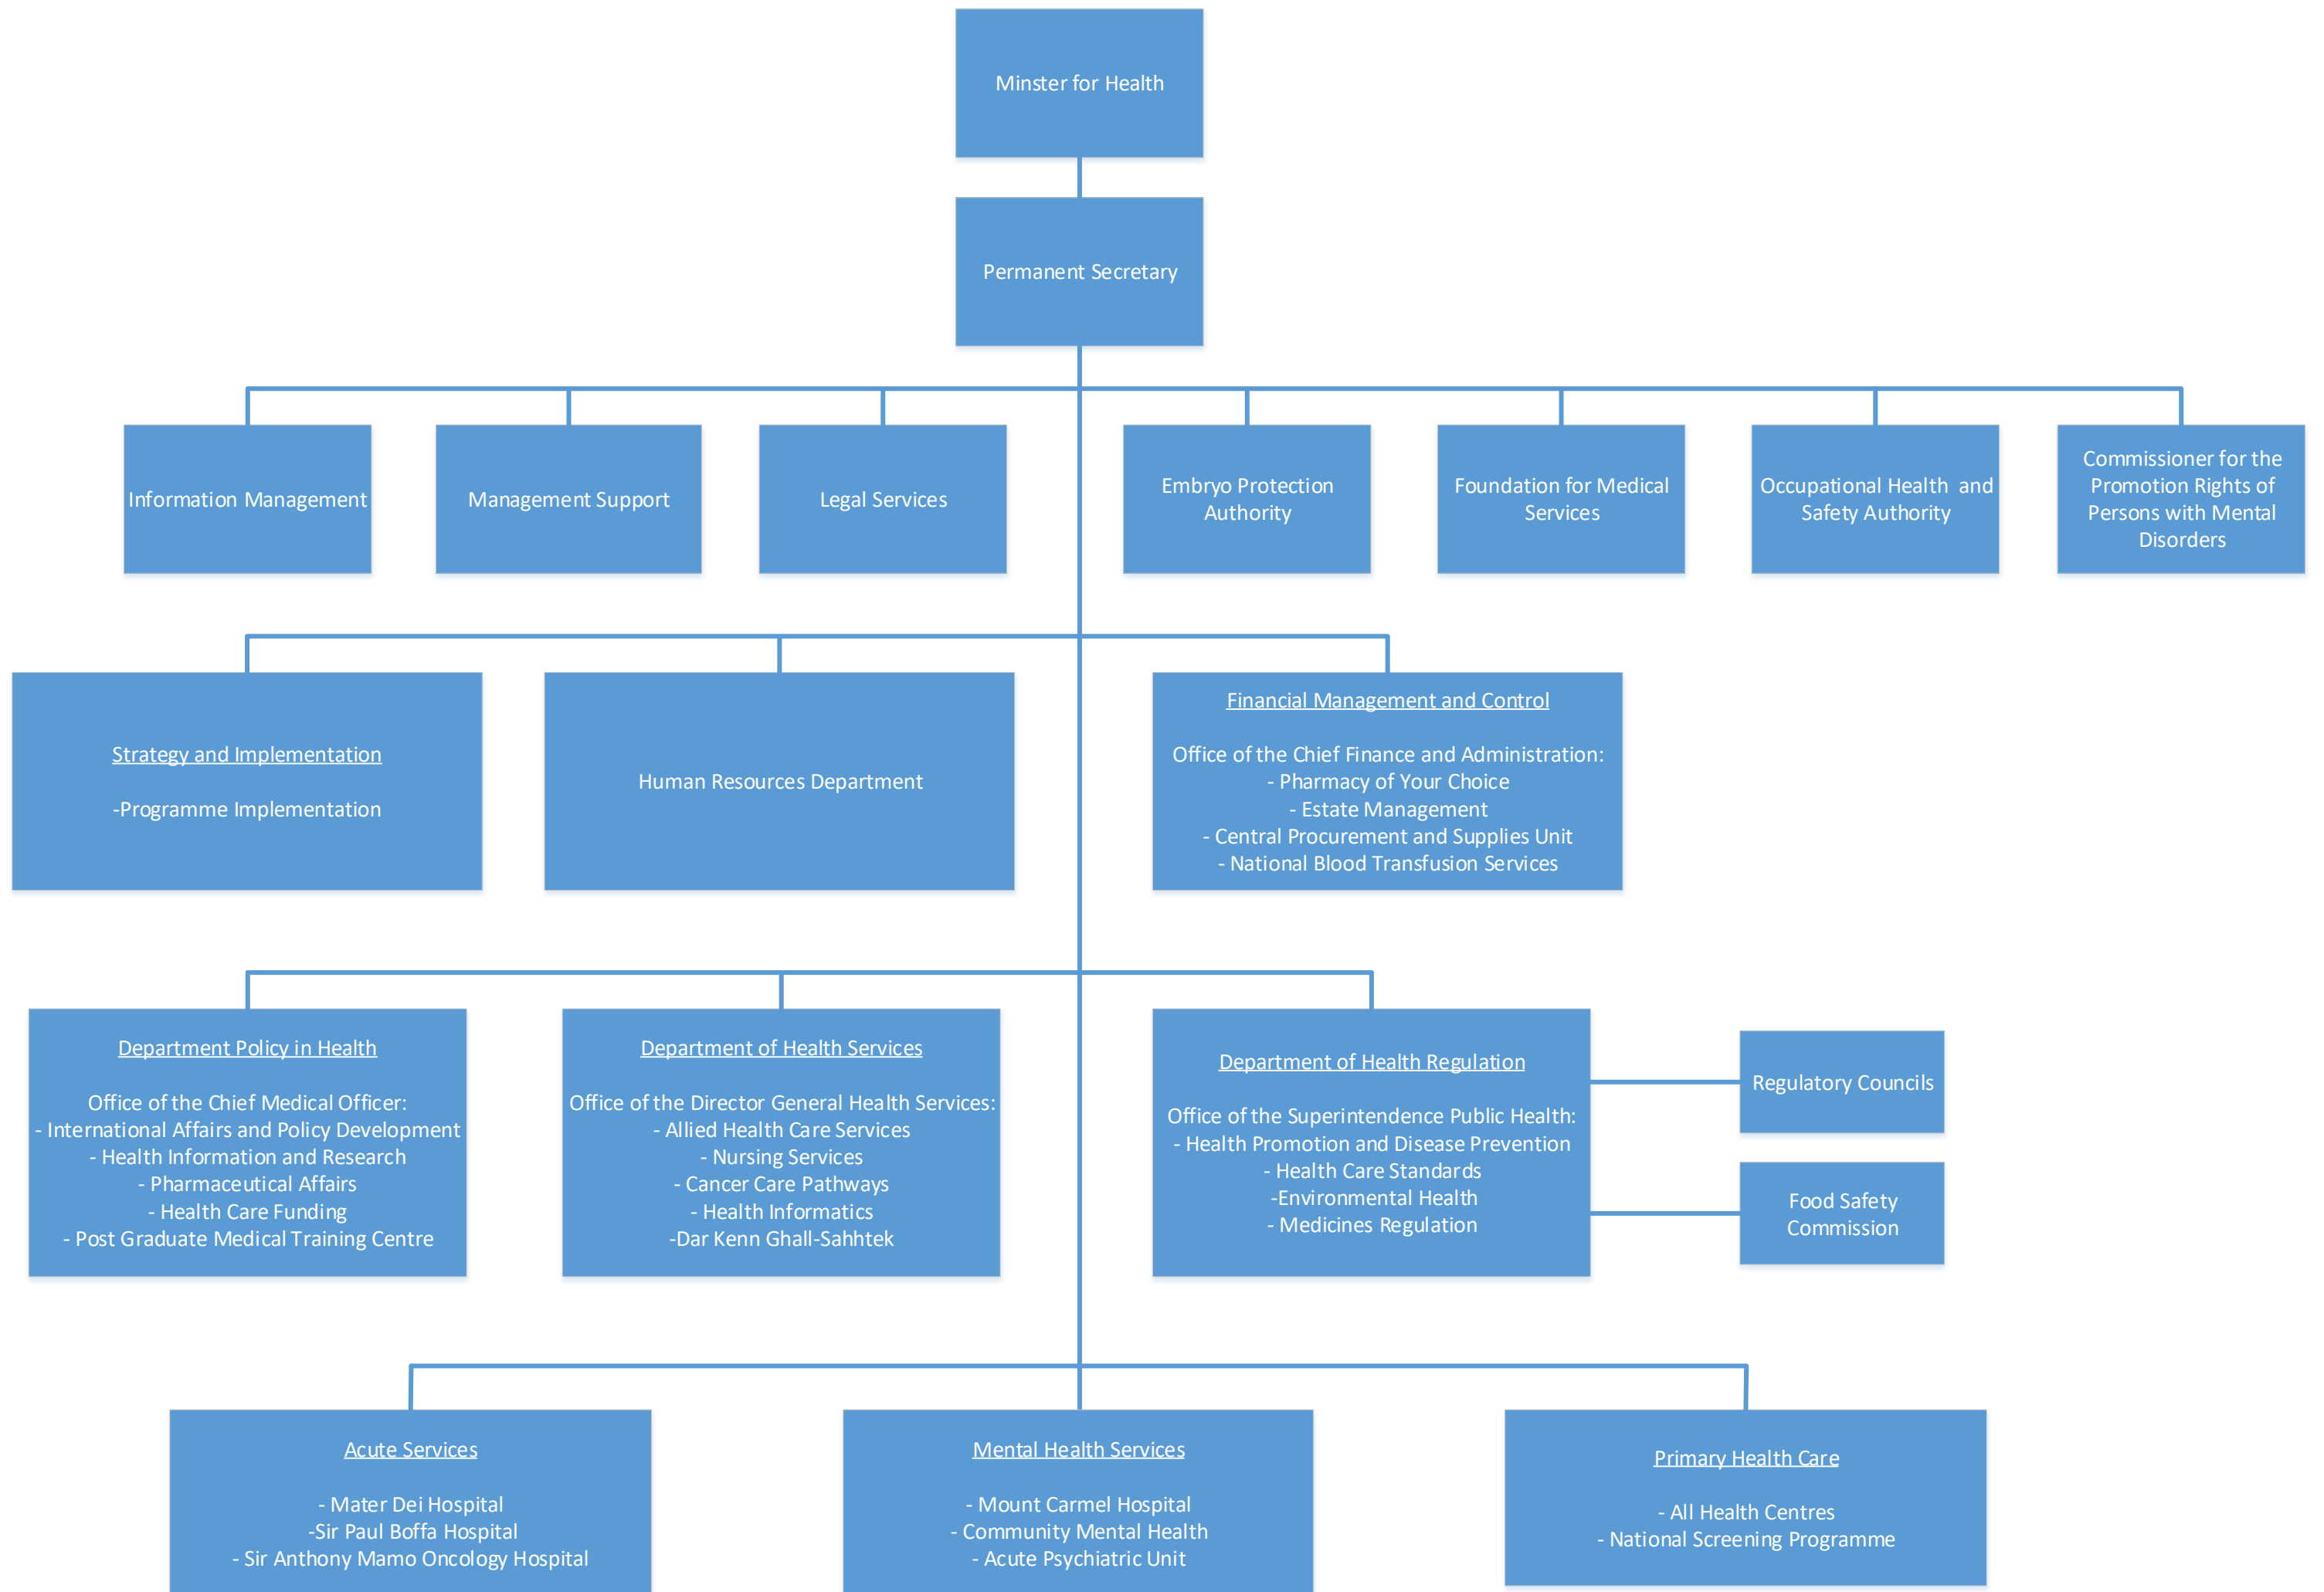 Minster for Health
Permanent Secretary
Information Management
Management Support
Legal Services
Embryo Protection
Authority
Foundation for Medical
Services
Occupational Health  and
Safety Authority
Commissioner for the
Promotion Rights of
Persons with Mental
Disorders
Strategy and Implementation
-Programme Implementation
Human Resources Department
Financial Management and Control
Office of the Chief Finance and Administration:
- Pharmacy of Your Choice
- Estate Management
- Central Procurement and Supplies Unit
- National Blood Transfusion Services
Department Policy in Health
Office of the Chief Medical Officer:
- International Affairs and Policy Development
- Health Information and Research
- Pharmaceutical Affairs
- Health Care Funding
- Post Graduate Medical Training Centre
Department of Health Services
Office of the Director General Health Services:
- Allied Health Care Services
- Nursing Services
- Cancer Care Pathways
- Health Informatics
-Dar Kenn Ghall-Sahhtek
Department of Health Regulation
Office of the Superintendence Public Health:
- Health Promotion and Disease Prevention
- Health Care Standards
-Environmental Health
- Medicines Regulation
Regulatory Councils
Food Safety
Commission
Acute Services
- Mater Dei Hospital
-Sir Paul Boffa Hospital
- Sir Anthony Mamo Oncology Hospital
Mental Health Services
- Mount Carmel Hospital
- Community Mental Health
- Acute Psychiatric Unit
Primary Health Care
- All Health Centres
- National Screening Programme